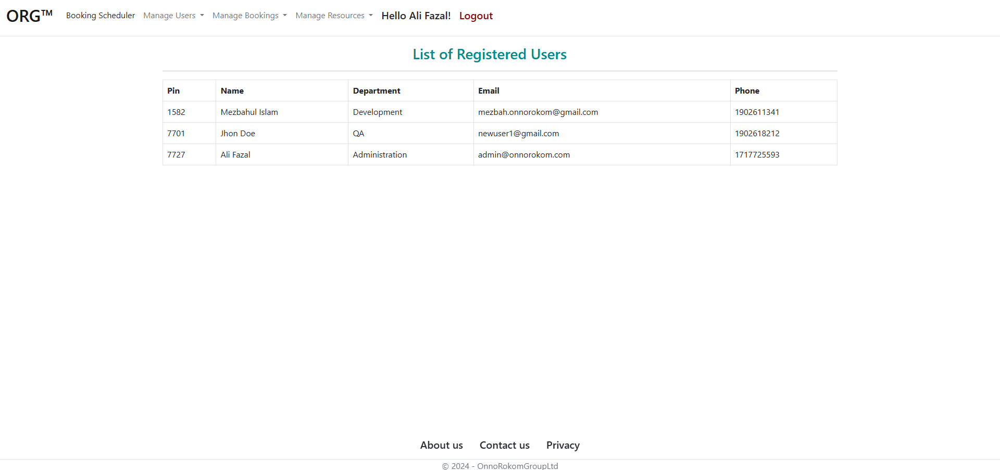 ORG™ Booking Scheduler Manage Users Manage Bookings Manage Resources Hello Ali Fazal! Logout
List of Registered Users
Pin Name Department Email Phone
1582 Mezbahul Islam Development mezbah.onnorokom@gmail.com 1902611341
7701 Jhon Doe QA newuser1@gmail.com 1902618212
7727 Ali Fazal Administration admin@onnorokom.com 1717725593
About us Contact us Privacy
© 2024 - OnnoRokomGroupLtd